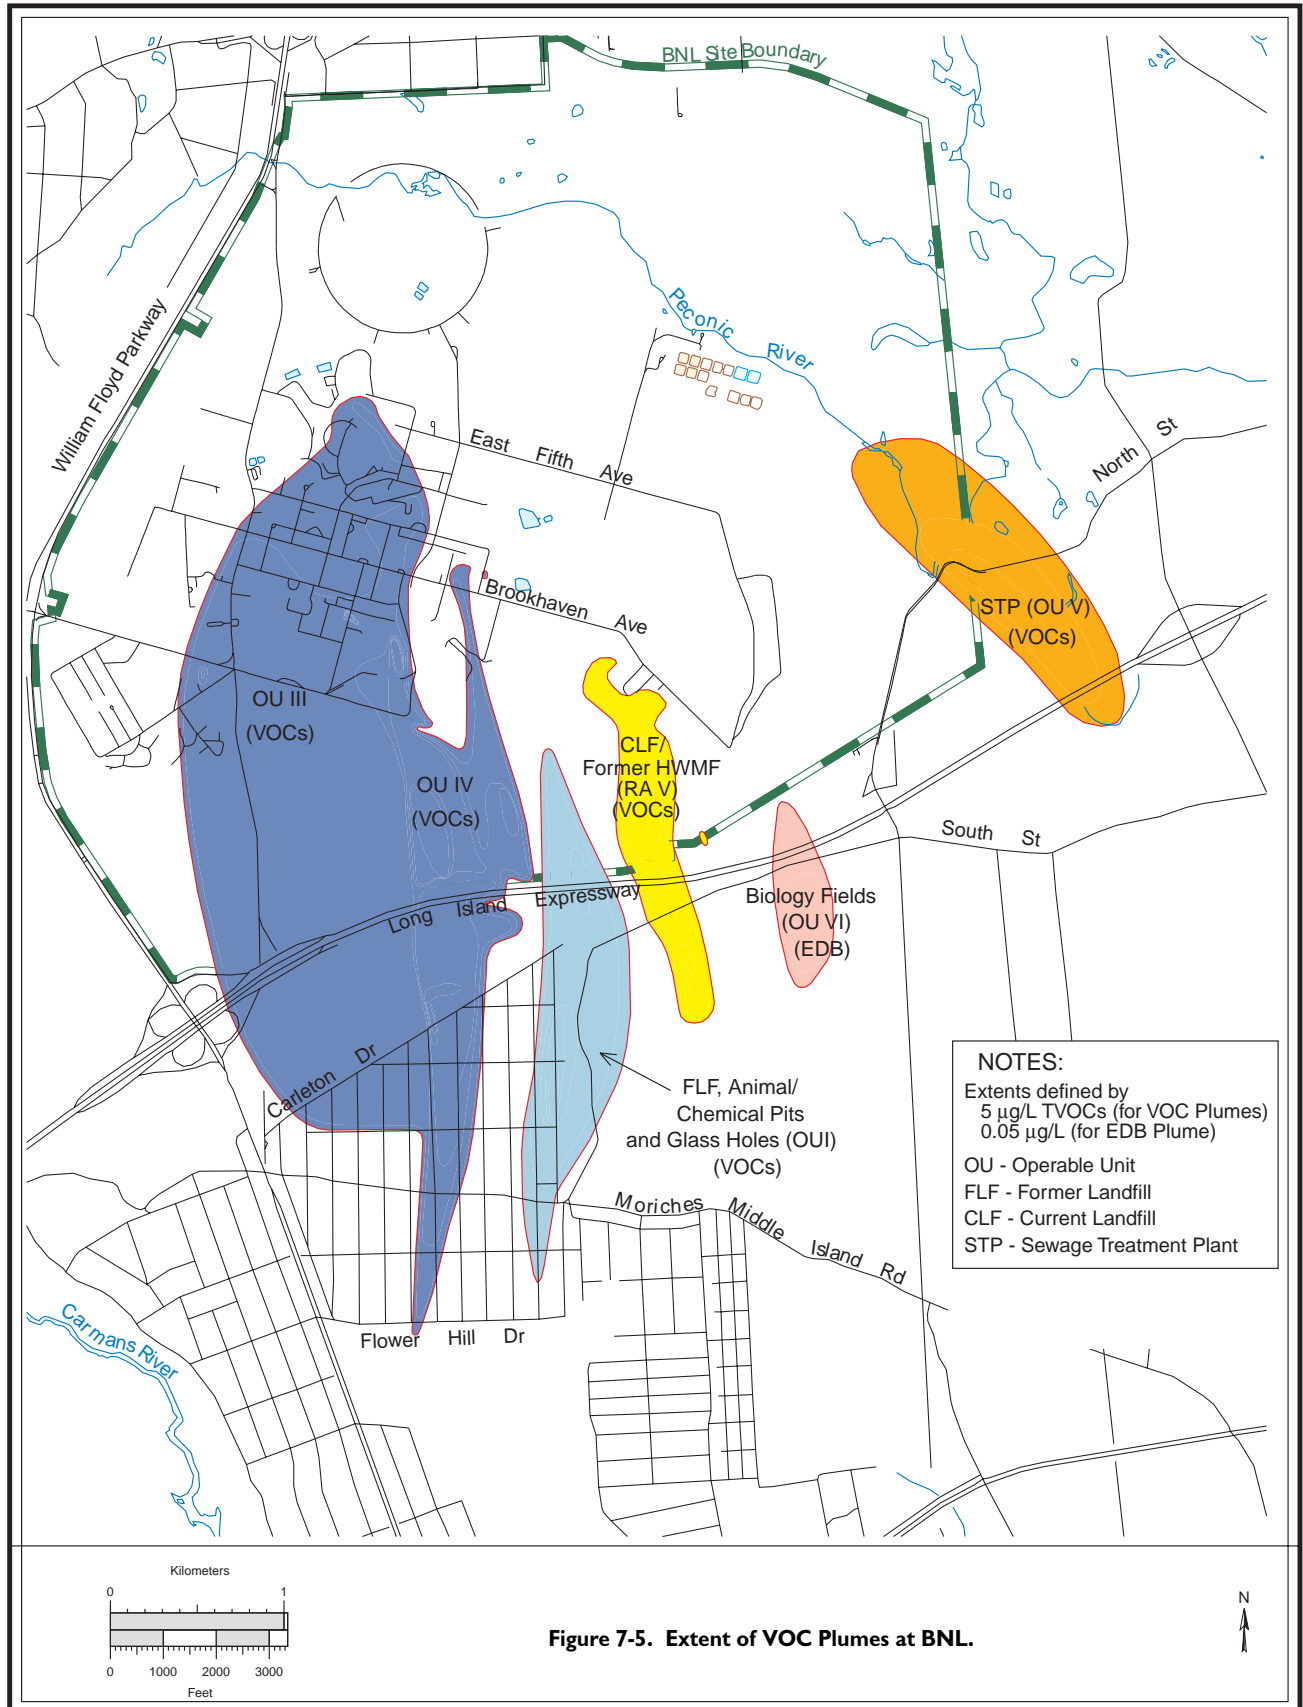 BNL Site Boundary
William Floyd Parkway
Peconic River
East Fifth Ave
North St
Brookhaven Ave
STP (OU V)
(VOCs)
OU III
(VOCs)
OU IV
(VOCs)
CLF/
Former HWMF
(RA V)
(VOCs)
South St
Long Island Expressway
Biology Fields
(OU VI)
(EDB)
Carleton Dr
FLF, Animal/
Chemical Pits
and Glass Holes (OUI)
(VOCs)
Moriches Middle Island Rd
Carmans River
Flower Hill Dr
NOTES:
Extents defined by
5 µg/L TVOCs (for VOC Plumes)
0.05 µg/L (for EDB Plume)
OU - Operable Unit
FLF - Former Landfill
CLF - Current Landfill
STP - Sewage Treatment Plant
Kilometers
0 1
0 1000 2000 3000
Feet
Figure 7-5. Extent of VOC Plumes at BNL.
N